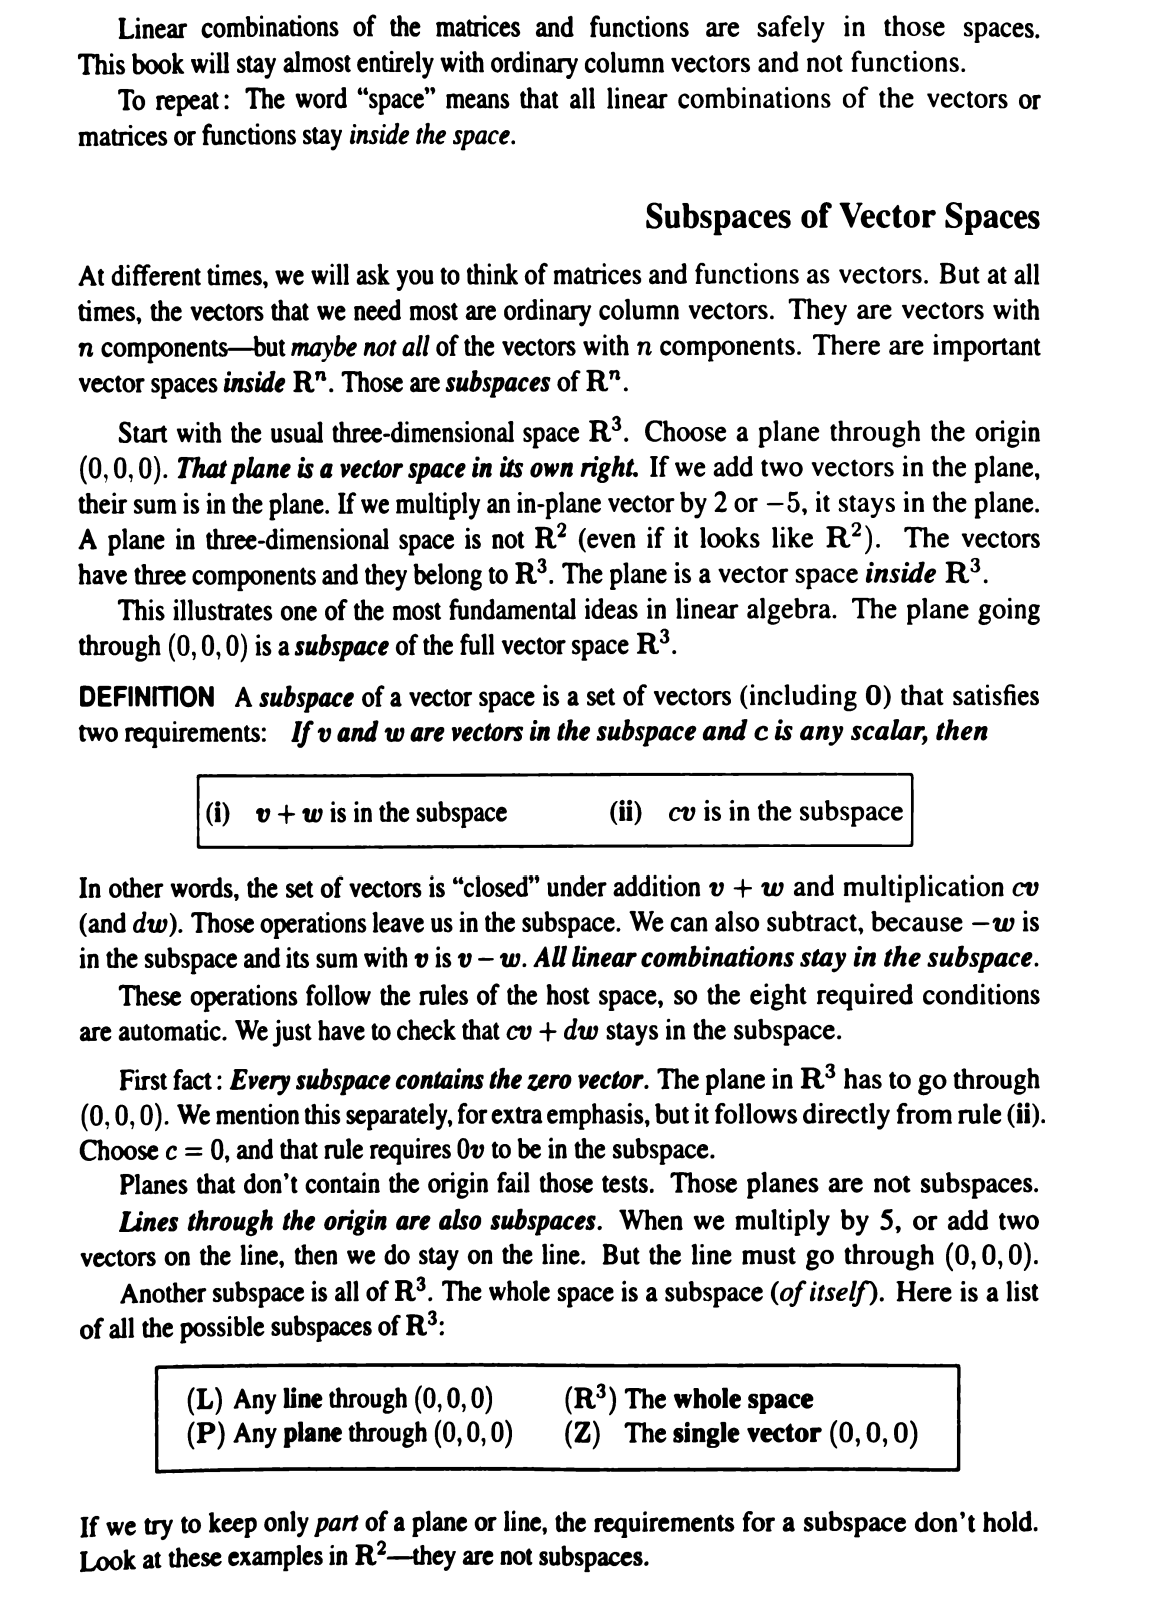 Linear combinations of the matrices and functions are safely in those spaces.
This book will stay almost entirely with ordinary column vectors and not functions.
To repeat: The word “space” means that all linear combinations of the vectors or
matrices or functions stay inside the space.
Subspaces of Vector Spaces
At different times, we will ask you to think of matrices and functions as vectors. But at all
times, the vectors that we need most are ordinary column vectors. They are vectors with
n components—but maybe not all of the vectors with n components. There are important
vector spaces inside Rⁿ. Those are subspaces of Rⁿ.
Start with the usual three-dimensional space R³. Choose a plane through the origin
(0, 0, 0). That plane is a vector space in its own right. If we add two vectors in the plane,
their sum is in the plane. If we multiply an in-plane vector by 2 or −5, it stays in the plane.
A plane in three-dimensional space is not R² (even if it looks like R²). The vectors
have three components and they belong to R³. The plane is a vector space inside R³.
This illustrates one of the most fundamental ideas in linear algebra. The plane going
through (0, 0, 0) is a subspace of the full vector space R³.
DEFINITION A subspace of a vector space is a set of vectors (including 0) that satisfies
two requirements: If v and w are vectors in the subspace and c is any scalar, then
(i) v + w is in the subspace (ii) cv is in the subspace
In other words, the set of vectors is “closed” under addition v + w and multiplication cv
(and dw). Those operations leave us in the subspace. We can also subtract, because −w is
in the subspace and its sum with v is v − w. All linear combinations stay in the subspace.
These operations follow the rules of the host space, so the eight required conditions
are automatic. We just have to check that cv + dw stays in the subspace.
First fact: Every subspace contains the zero vector. The plane in R³ has to go through
(0, 0, 0). We mention this separately, for extra emphasis, but it follows directly from rule (ii).
Choose c = 0, and that rule requires 0v to be in the subspace.
Planes that don’t contain the origin fail those tests. Those planes are not subspaces.
Lines through the origin are also subspaces. When we multiply by 5, or add two
vectors on the line, then we do stay on the line. But the line must go through (0, 0, 0).
Another subspace is all of R³. The whole space is a subspace (of itself). Here is a list
of all the possible subspaces of R³:
(L) Any line through (0, 0, 0) (R³) The whole space
(P) Any plane through (0, 0, 0) (Z) The single vector (0, 0, 0)
If we try to keep only part of a plane or line, the requirements for a subspace don’t hold.
Look at these examples in R²—they are not subspaces.